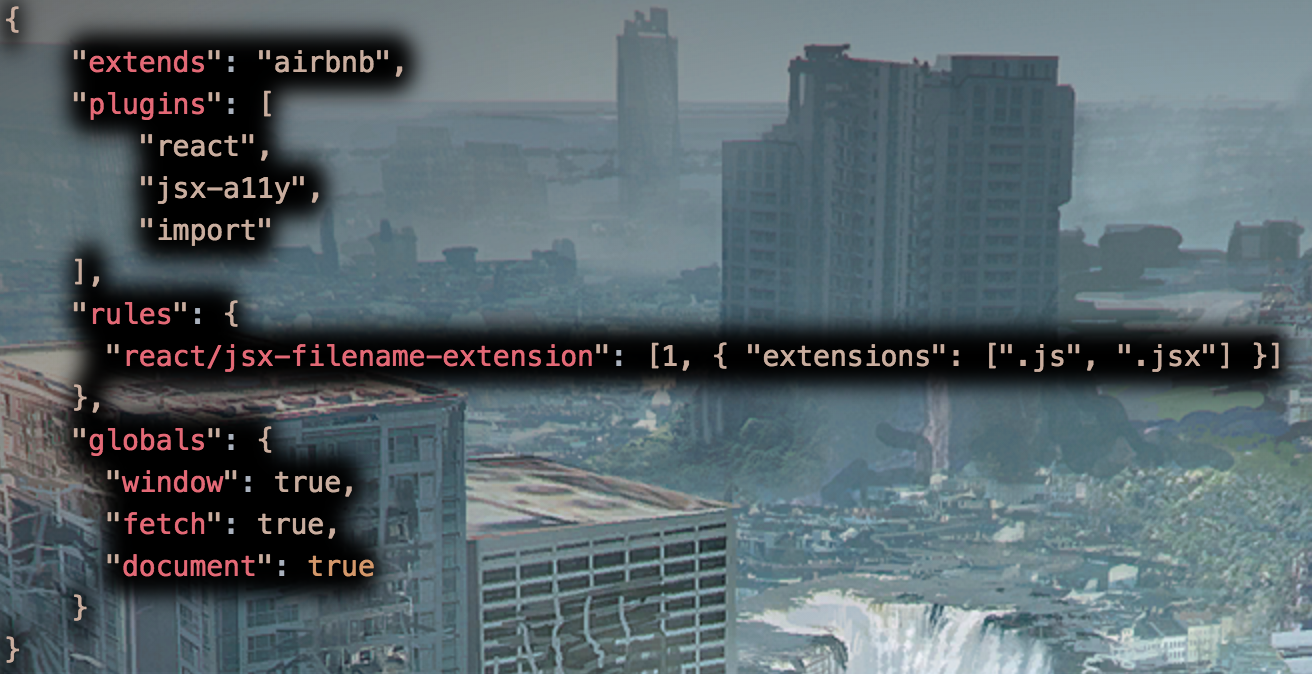 {
    "extends": "airbnb",
    "plugins": [
        "react",
        "jsx-a11y",
        "import"
    ],
    "rules": {
      "react/jsx-filename-extension": [1, { "extensions": [".js", ".jsx"] }]
    },
    "globals": {
      "window": true,
      "fetch": true,
      "document": true
    }
}